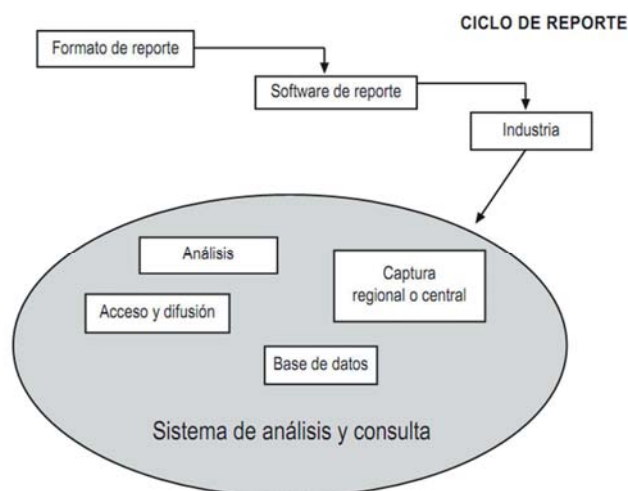 CICLO DE REPORTE
Formato de reporte
Software de reporte
Industria
Análisis
Captura
regional o central
Acceso y difusión
Base de datos
Sistema de análisis y consulta